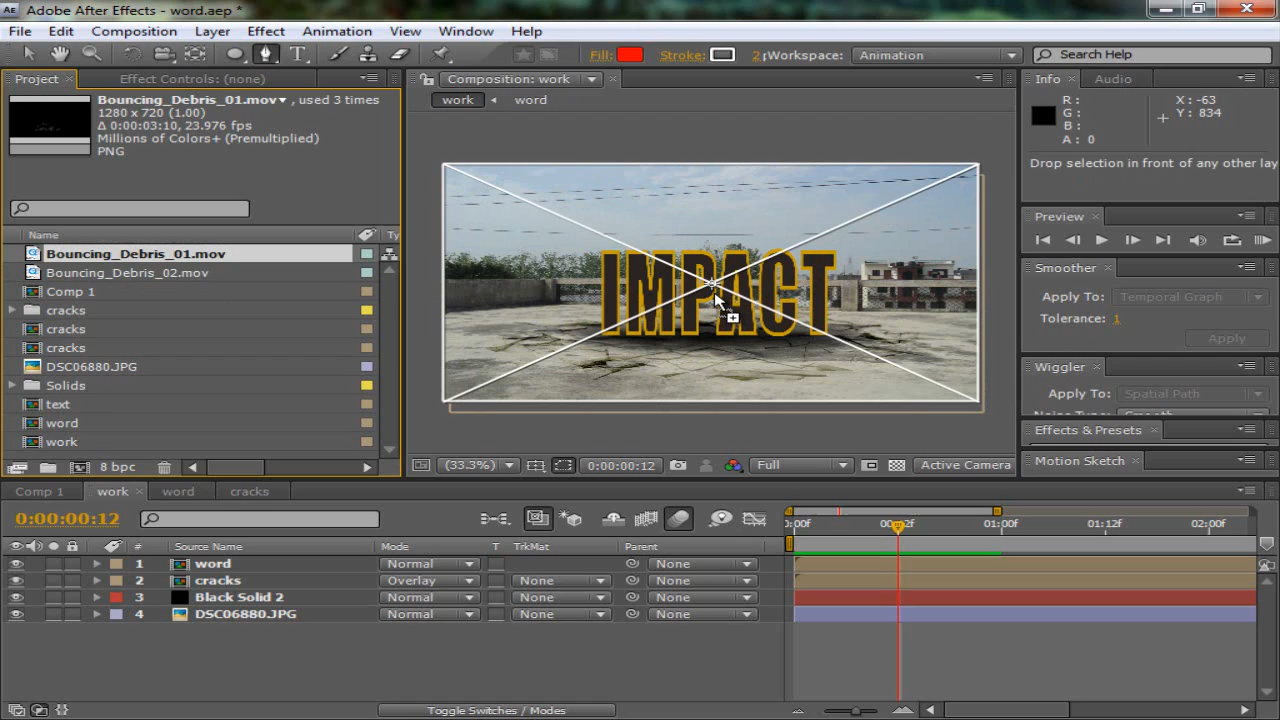 Adobe After Effects - word.aep *
File Edit Composition Layer Effect Animation View Window Help
Fill: Stroke: 2 Workspace: Animation Search Help
Project Effect Controls: (none) Composition: work Info Audio
work word
Bouncing_Debris_01.mov , used 3 times
1280 x 720 (1.00)
Δ 0:00:03:10, 23.976 fps
Millions of Colors+ (Premultiplied)
PNG
R :
G :
B :
A : 0
X : -63
Y : 834
Drop selection in front of any other lay
Name Ty
Bouncing_Debris_01.mov
Bouncing_Debris_02.mov
Comp 1
cracks
cracks
cracks
DSC06880.JPG
Solids
text
word
work
8 bpc
IMPACT
(33.3%) 0:00:00:12 Full Active Camera
Preview
Smoother
Apply To: Temporal Graph
Tolerance: 1
Apply
Wiggler
Apply To: Spatial Path
Noise Type: Smooth
Effects & Presets
Motion Sketch
Comp 1 work word cracks
0:00:00:12
:00f 01:00f 01:12f 02:00f
# Source Name Mode T TrkMat Parent
1 word Normal None
2 cracks Overlay None None
3 Black Solid 2 Normal None None
4 DSC06880.JPG Normal None None
Toggle Switches / Modes